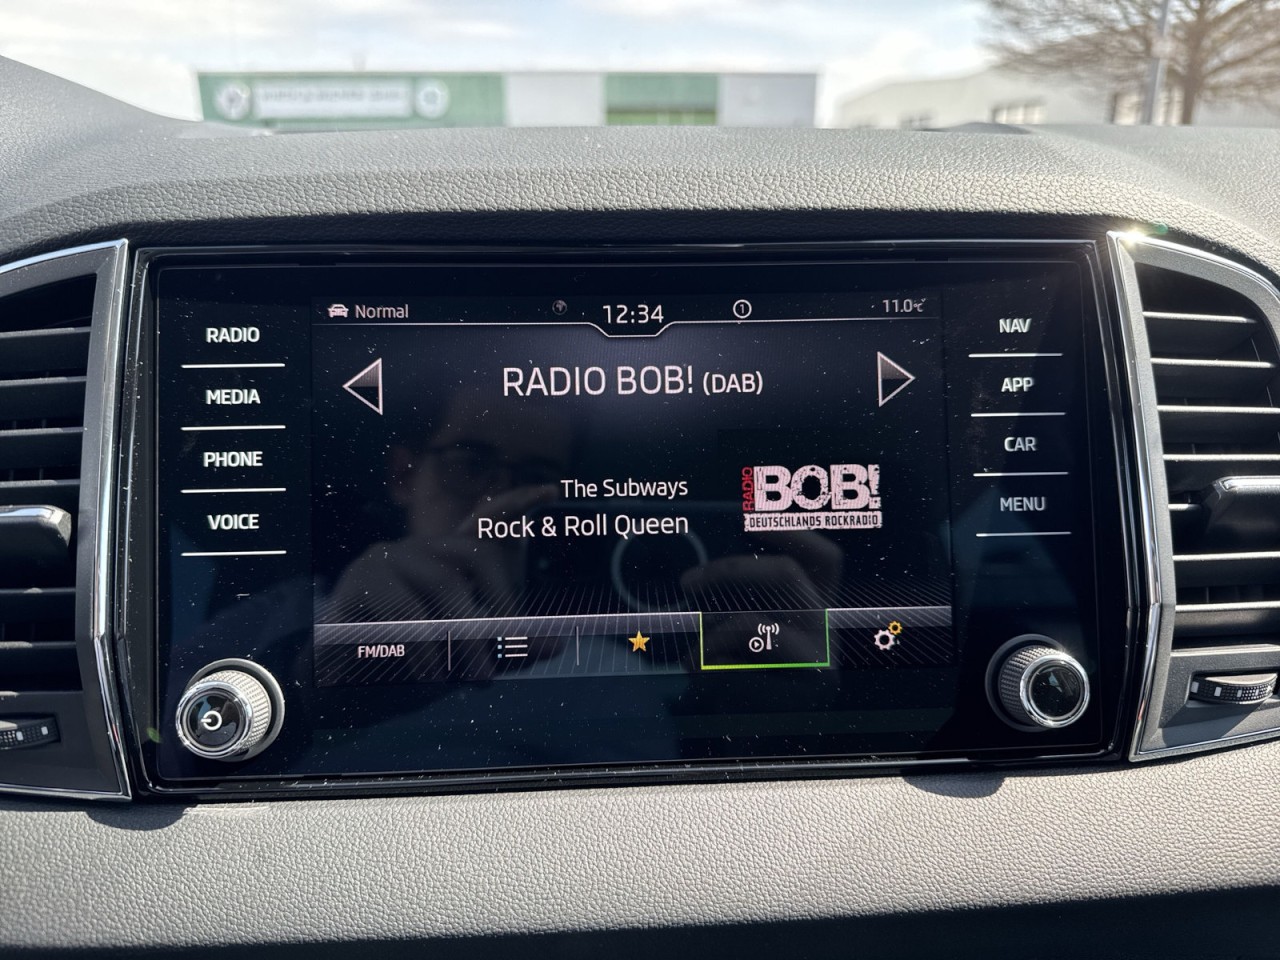 Normal
12:34
1
11.0°C
RADIO
MEDIA
PHONE
VOICE
RADIO BOB! (DAB)
The Subways
Rock & Roll Queen
RADIO BOB!
DEUTSCHLANDS ROCKRADIO
FM/DAB
NAV
APP
CAR
MENU